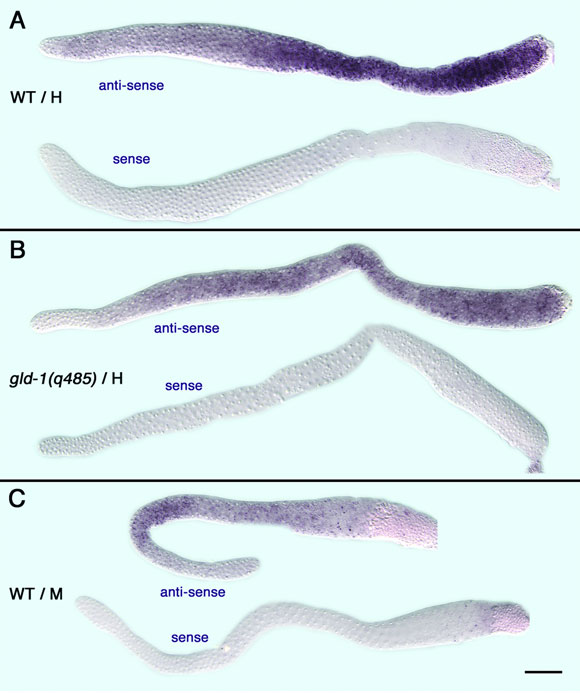 A
anti-sense
WT / H
sense
B
anti-sense
gld-1(q485) / H
sense
C
anti-sense
WT / M
sense